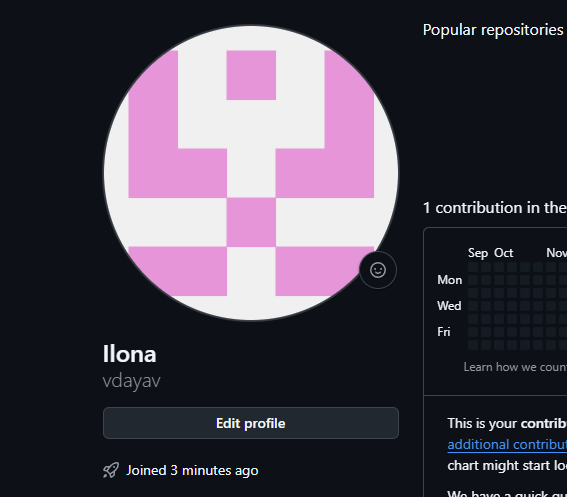 Popular repositories
1 contribution in the
Sep Oct Nov
Mon
Wed
Fri
Learn how we coun
This is your contrib
additional contribut
chart might start lo
We have a quick gu
Ilona
vdayav
Edit profile
Joined 3 minutes ago